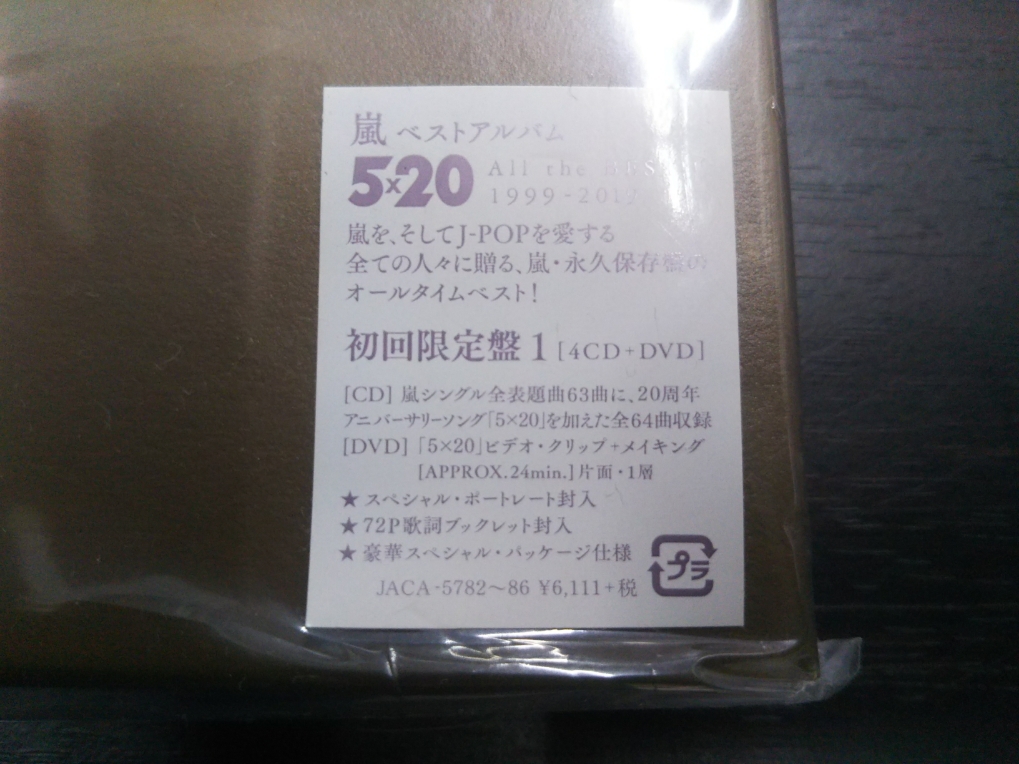 嵐 ベストアルバム
5×20 All the BEST!!
1999-2019
嵐を、そしてJ-POPを愛する
全ての人々に贈る、嵐・永久保存盤の
オールタイムベスト!
初回限定盤1 [4CD+DVD]
[CD] 嵐シングル全表題曲63曲に、20周年
アニバーサリーソング「5×20」を加えた全64曲収録
[DVD]「5×20」ビデオ・クリップ+メイキング
[APPROX.24min.]片面・1層
★ スペシャル・ポートレート封入
★ 72P歌詞ブックレット封入
★ 豪華スペシャル・パッケージ仕様
プラ
JACA-5782〜86 ¥6,111+税